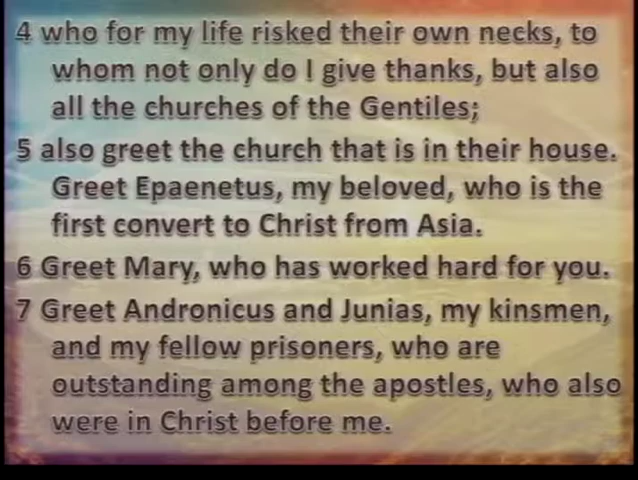 4 who for my life risked their own necks, to
whom not only do I give thanks, but also
all the churches of the Gentiles;
5 also greet the church that is in their house.
Greet Epaenetus, my beloved, who is the
first convert to Christ from Asia.
6 Greet Mary, who has worked hard for you.
7 Greet Andronicus and Junias, my kinsmen,
and my fellow prisoners, who are
outstanding among the apostles, who also
were in Christ before me.